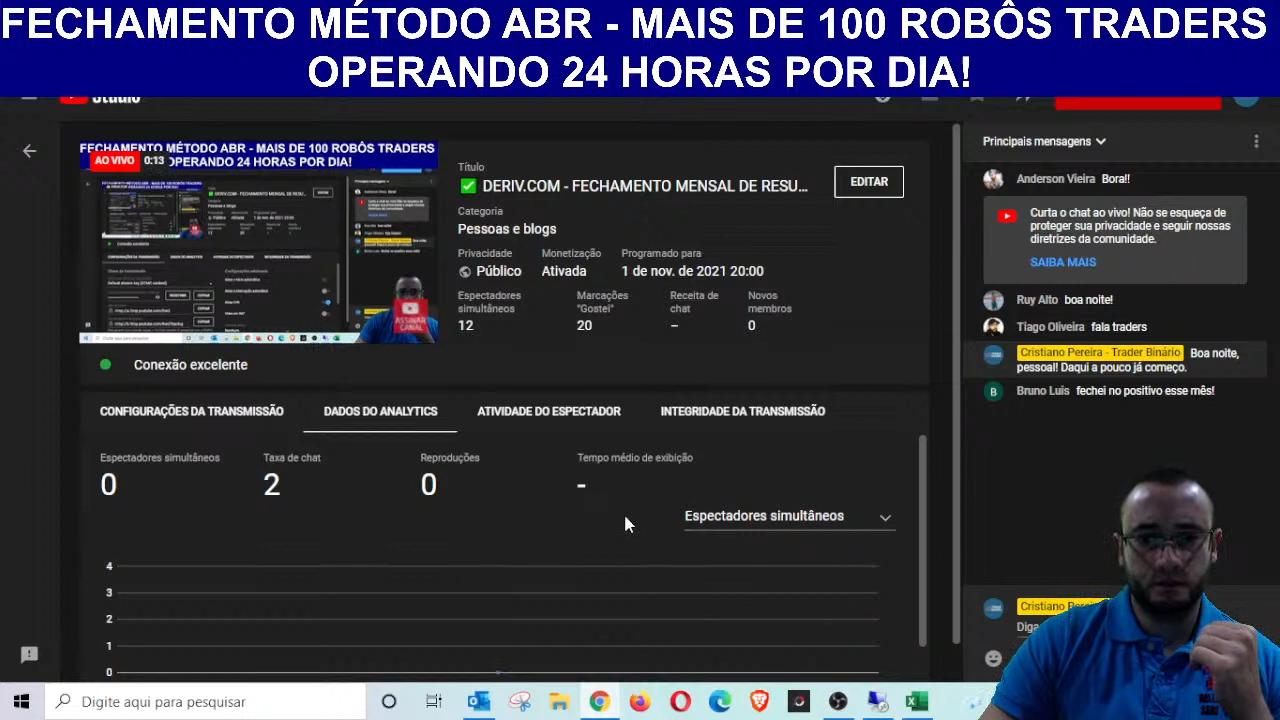 FECHAMENTO MÉTODO ABR - MAIS DE 100 ROBÔS TRADERS
OPERANDO 24 HORAS POR DIA!
Studio
FECHAMENTO MÉTODO ABR - MAIS DE 100 ROBÔS TRADERS
AO VIVO 0:13 OPERANDO 24 HORAS POR DIA!
ASSINAR
CANAL
Título
DERIV.COM - FECHAMENTO MENSAL DE RESU...
EDITAR
Categoria
Pessoas e blogs
Privacidade Monetização Programado para
Público Ativada 1 de nov. de 2021 20:00
Espectadores simultâneos Marcações "Gostei" Receita de chat Novos membros
12 20 – 0
Conexão excelente
CONFIGURAÇÕES DA TRANSMISSÃO DADOS DO ANALYTICS ATIVIDADE DO ESPECTADOR INTEGRIDADE DA TRANSMISSÃO
Espectadores simultâneos Taxa de chat Reproduções Tempo médio de exibição
0 2 0 -
Espectadores simultâneos
4
3
2
1
0
Principais mensagens
Anderson Vieira Bora!!
Curta o chat ao vivo! Não se esqueça de
proteger sua privacidade e seguir nossas
diretrizes da comunidade.
SAIBA MAIS
Ruy Alto boa noite!
Tiago Oliveira fala traders
Cristiano Pereira - Trader Binário Boa noite,
pessoal! Daqui a pouco já começo.
B Bruno Luis fechei no positivo esse mês!
Cristiano
Diga
Digite aqui para pesquisar